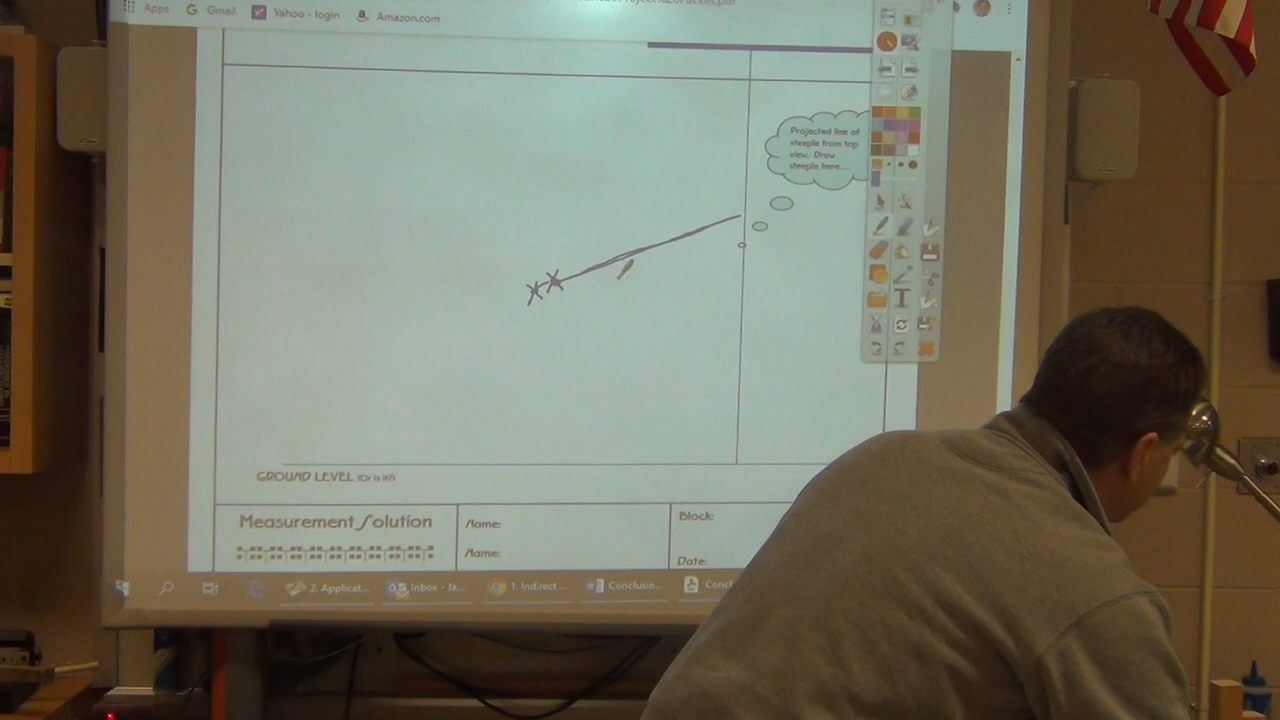 Apps Gmail Yahoo - login Amazon.com
Projected line of
steeple from top
view. Draw
steeple here...
GROUND LEVEL (Or is it?)
Measurement Solution
Name:
Block:
Name:
Date:
2. Applicat... Inbox - Ja... 1. Indirect ... Conclusio...